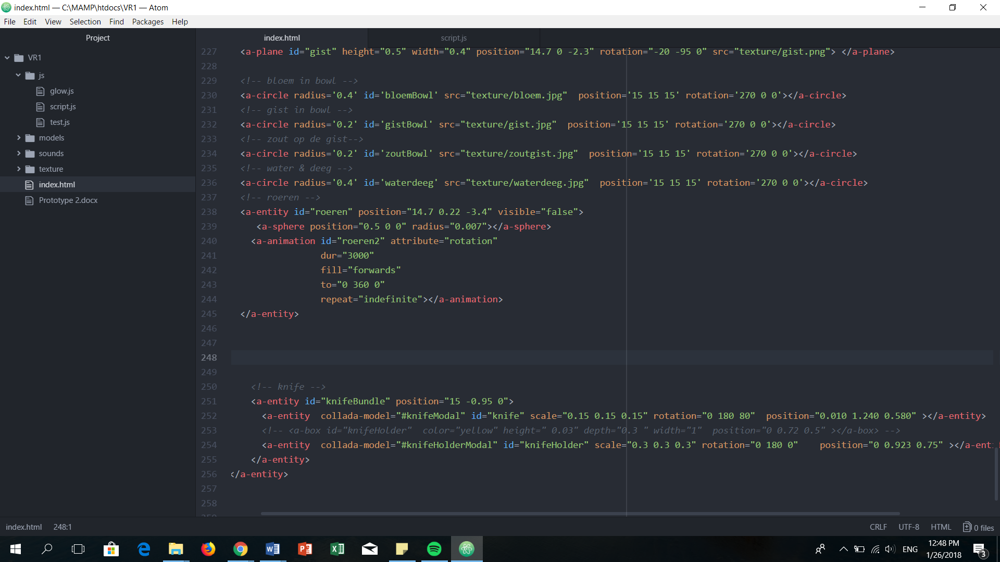 index.html — C:\MAMP\htdocs\VR1 — Atom
File Edit View Selection Find Packages Help
Project
VR1
js
glow.js
script.js
test.js
models
sounds
texture
index.html
Prototype 2.docx
index.html script.js
227 <a-plane id="gist" height="0.5" width="0.4" position="14.7 0 -2.3" rotation="-20 -95 0" src="texture/gist.png"> </a-plane>
228
229 <!-- bloem in bowl -->
230 <a-circle radius='0.4' id='bloemBowl' src="texture/bloem.jpg"  position='15 15 15' rotation='270 0 0'></a-circle>
231 <!-- gist in bowl -->
232 <a-circle radius='0.2' id='gistBowl' src="texture/gist.jpg"  position='15 15 15' rotation='270 0 0'></a-circle>
233 <!-- zout op de gist-->
234 <a-circle radius='0.2' id='zoutBowl' src="texture/zoutgist.jpg"  position='15 15 15' rotation='270 0 0'></a-circle>
235 <!-- water & deeg -->
236 <a-circle radius='0.4' id='waterdeeg' src="texture/waterdeeg.jpg"  position='15 15 15' rotation='270 0 0'></a-circle>
237 <!-- roeren -->
238 <a-entity id="roeren" position="14.7 0.22 -3.4" visible="false">
239 <a-sphere position="0.5 0 0" radius="0.007"></a-sphere>
240 <a-animation id="roeren2" attribute="rotation"
241 dur="3000"
242 fill="forwards"
243 to="0 360 0"
244 repeat="indefinite"></a-animation>
245 </a-entity>
246
247
248
249
250 <!-- knife -->
251 <a-entity id="knifeBundle" position="15 -0.95 0">
252 <a-entity  collada-model="#knifeModal" id="knife" scale="0.15 0.15 0.15" rotation="0 180 80"  position="0.010 1.240 0.580" ></a-entity>
253 <!-- <a-box id="knifeHolder"  color="yellow" height=" 0.03" depth="0.3 " width="1"  position="0 0.72 0.5" ></a-box> -->
254 <a-entity  collada-model="#knifeHolderModal" id="knifeHolder" scale="0.3 0.3 0.3" rotation="0 180 0"    position="0 0.923 0.75" ></a-enti
255 </a-entity>
256 </a-entity>
257
258
index.html 248:1 CRLF UTF-8 HTML 0 files
ENG
12:48 PM
1/26/2018
3